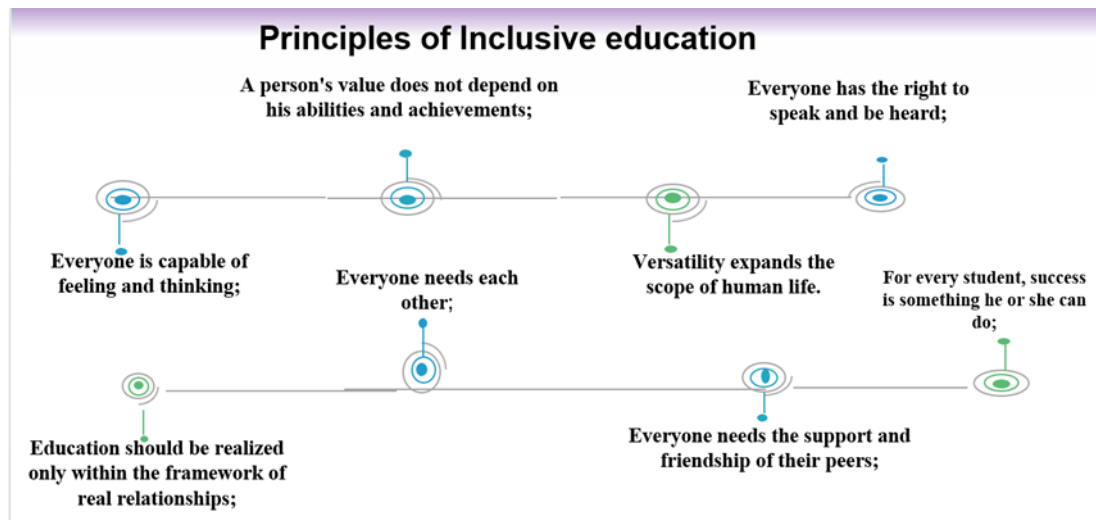 Principles of Inclusive education
A person's value does not depend on
his abilities and achievements;
Everyone has the right to
speak and be heard;
Everyone is capable of
feeling and thinking;
Versatility expands the
scope of human life.
Everyone needs each
other;
For every student, success
is something he or she can
do;
Education should be realized
only within the framework of
real relationships;
Everyone needs the support and
friendship of their peers;